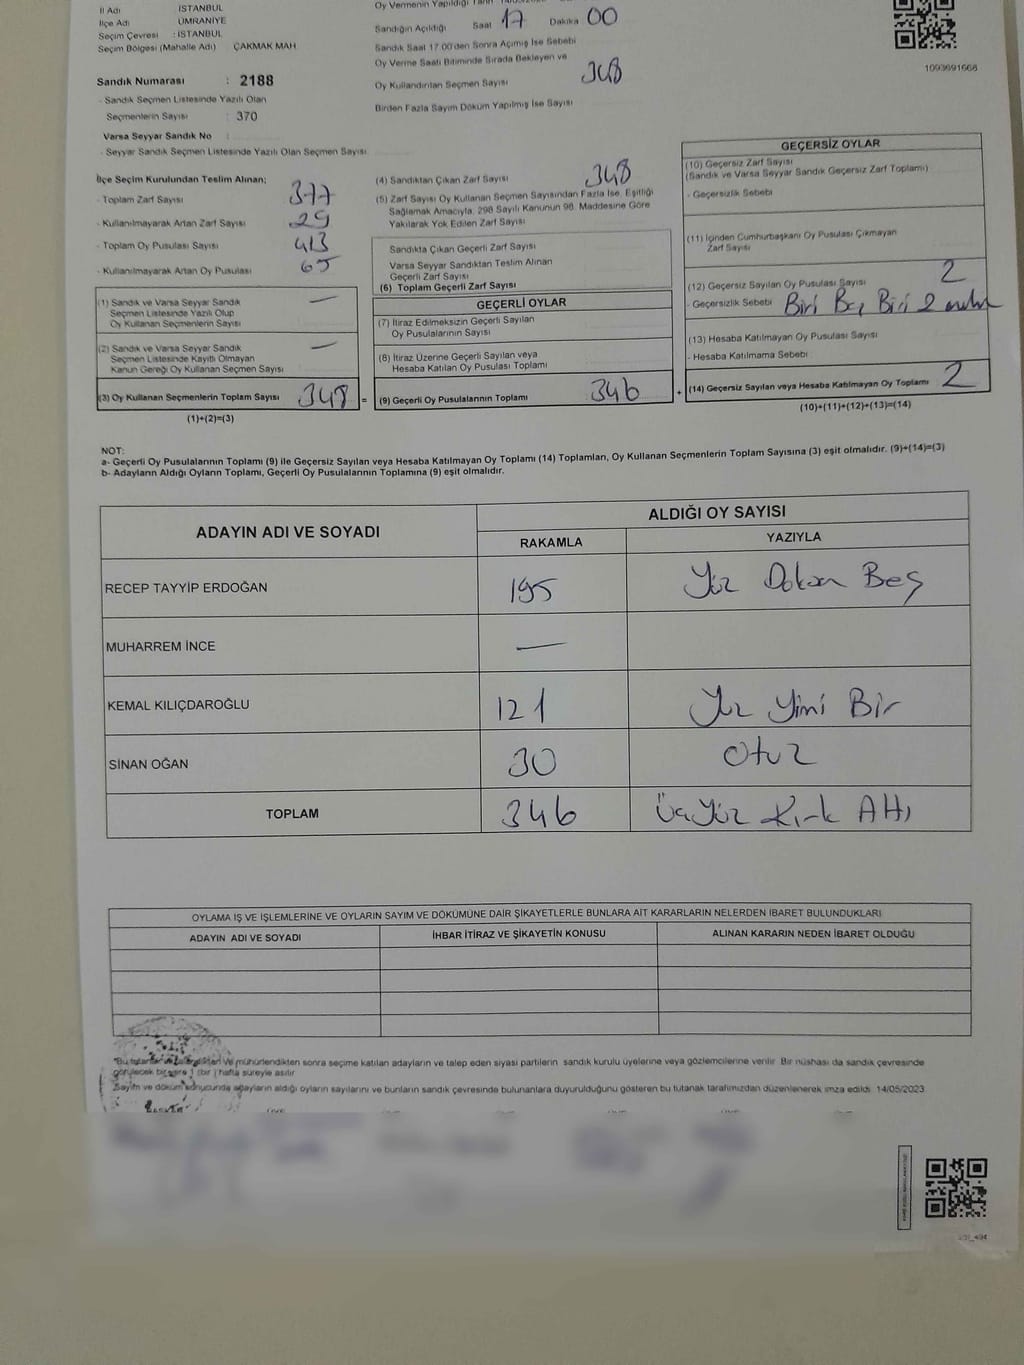 İl Adı İSTANBUL
İlçe Adı ÜMRANİYE
Seçim Çevresi : İSTANBUL
Seçim Bölgesi (Mahalle Adı) ÇAKMAK MAH
Sandık Numarası : 2188
- Sandık Seçmen Listesinde Yazılı Olan
Seçmenlerin Sayısı : 370
Varsa Seyyar Sandık No :
- Seyyar Sandık Seçmen Listesinde Yazılı Olan Seçmen Sayısı
Oy Vermenin Yapıldığı Tarih
Sandığın Açıldığı Saat 17 Dakika 00
Sandık Saat 17.00'den Sonra Açımış İse Sebebi
Oy Verme Saati Bitiminde Sırada Bekleyen ve
Oy Kullandırılan Seçmen Sayısı 348
Birden Fazla Sayım Döküm Yapılmış İse Sayısı
1093691668
İlçe Seçim Kurulundan Teslim Alınan;
- Toplam Zarf Sayısı 377
- Kullanılmayarak Artan Zarf Sayısı 29
- Toplam Oy Pusulası Sayısı 413
- Kullanılmayarak Artan Oy Pusulası 65
(1) Sandık ve Varsa Seyyar Sandık —
Seçmen Listesinde Yazılı Olup
Oy Kullanan Seçmenlerin Sayısı
(2) Sandık ve Varsa Seyyar Sandık —
Seçmen Listesinde Kayıtlı Olmayan
Kanun Gereği Oy Kullanan Seçmen Sayısı
(3) Oy Kullanan Seçmenlerin Toplam Sayısı 348 =
(1)+(2)=(3)
(4) Sandıktan Çıkan Zarf Sayısı 348
(5) Zarf Sayısı Oy Kullanan Seçmen Sayısından Fazla İse, Eşitliği
Sağlamak Amacıyla, 298 Sayılı Kanunun 98. Maddesine Göre
Yakılarak Yok Edilen Zarf Sayısı
Sandıkta Çıkan Geçerli Zarf Sayısı
Varsa Seyyar Sandıktan Teslim Alınan
Geçerli Zarf Sayısı
(6) Toplam Geçerli Zarf Sayısı
GEÇERLİ OYLAR
(7) İtiraz Edilmeksizin Geçerli Sayılan
Oy Pusulalarının Sayısı
(8) İtiraz Üzerine Geçerli Sayılan veya
Hesaba Katılan Oy Pusulası Toplamı
(9) Geçerli Oy Pusulalarının Toplamı 346 +
GEÇERSİZ OYLAR
(10) Geçersiz Zarf Sayısı
(Sandık ve Varsa Seyyar Sandık Geçersiz Zarf Toplamı)
- Geçersizlik Sebebi
(11) İçinden Cumhurbaşkanı Oy Pusulası Çıkmayan
Zarf Sayısı
(12) Geçersiz Sayılan Oy Pusulası Sayısı 2
- Geçersizlik Sebebi Biri Boş Biri 2
(13) Hesaba Katılmayan Oy Pusulası Sayısı
- Hesaba Katılmama Sebebi
(14) Geçersiz Sayılan veya Hesaba Katılmayan Oy Toplamı 2
(10)+(11)+(12)+(13)=(14)
NOT:
a- Geçerli Oy Pusulalarının Toplamı (9) ile Geçersiz Sayılan veya Hesaba Katılmayan Oy Toplamı (14) Toplamları, Oy Kullanan Seçmenlerin Toplam Sayısına (3) eşit olmalıdır. (9)+(14)=(3)
b- Adayların Aldığı Oyların Toplamı, Geçerli Oy Pusulalarının Toplamına (9) eşit olmalıdır.
ADAYIN ADI VE SOYADI ALDIĞI OY SAYISI
RAKAMLA YAZIYLA
RECEP TAYYİP ERDOĞAN 195 Yüz Doksan Beş
MUHARREM İNCE —
KEMAL KILIÇDAROĞLU 121 Yüz Yirmi Bir
SİNAN OĞAN 30 Otuz
TOPLAM 346 Üç Yüz Kırk Altı
OYLAMA İŞ VE İŞLEMLERİNE VE OYLARIN SAYIM VE DÖKÜMÜNE DAİR ŞİKAYETLERLE BUNLARA AİT KARARLARIN NELERDEN İBARET BULUNDUKLARI
ADAYIN ADI VE SOYADI İHBAR İTİRAZ VE ŞİKAYETİN KONUSU ALINAN KARARIN NEDEN İBARET OLDUĞU
ve mühürlendikten sonra seçime katılan adayların ve talep eden siyasi partilerin sandık kurulu üyelerine veya gözlemcilerine verilir. Bir nüshası da sandık çevresinde
görülecek bir yere 1 (bir) hafta süreyle asılır
Sayım ve döküm sonucunda adayların aldığı oyların sayılarını ve bunların sandık çevresinde bulunanlara duyurulduğunu gösteren bu tutanak tarafımızdan düzenlenerek imza edildi. 14/05/2023